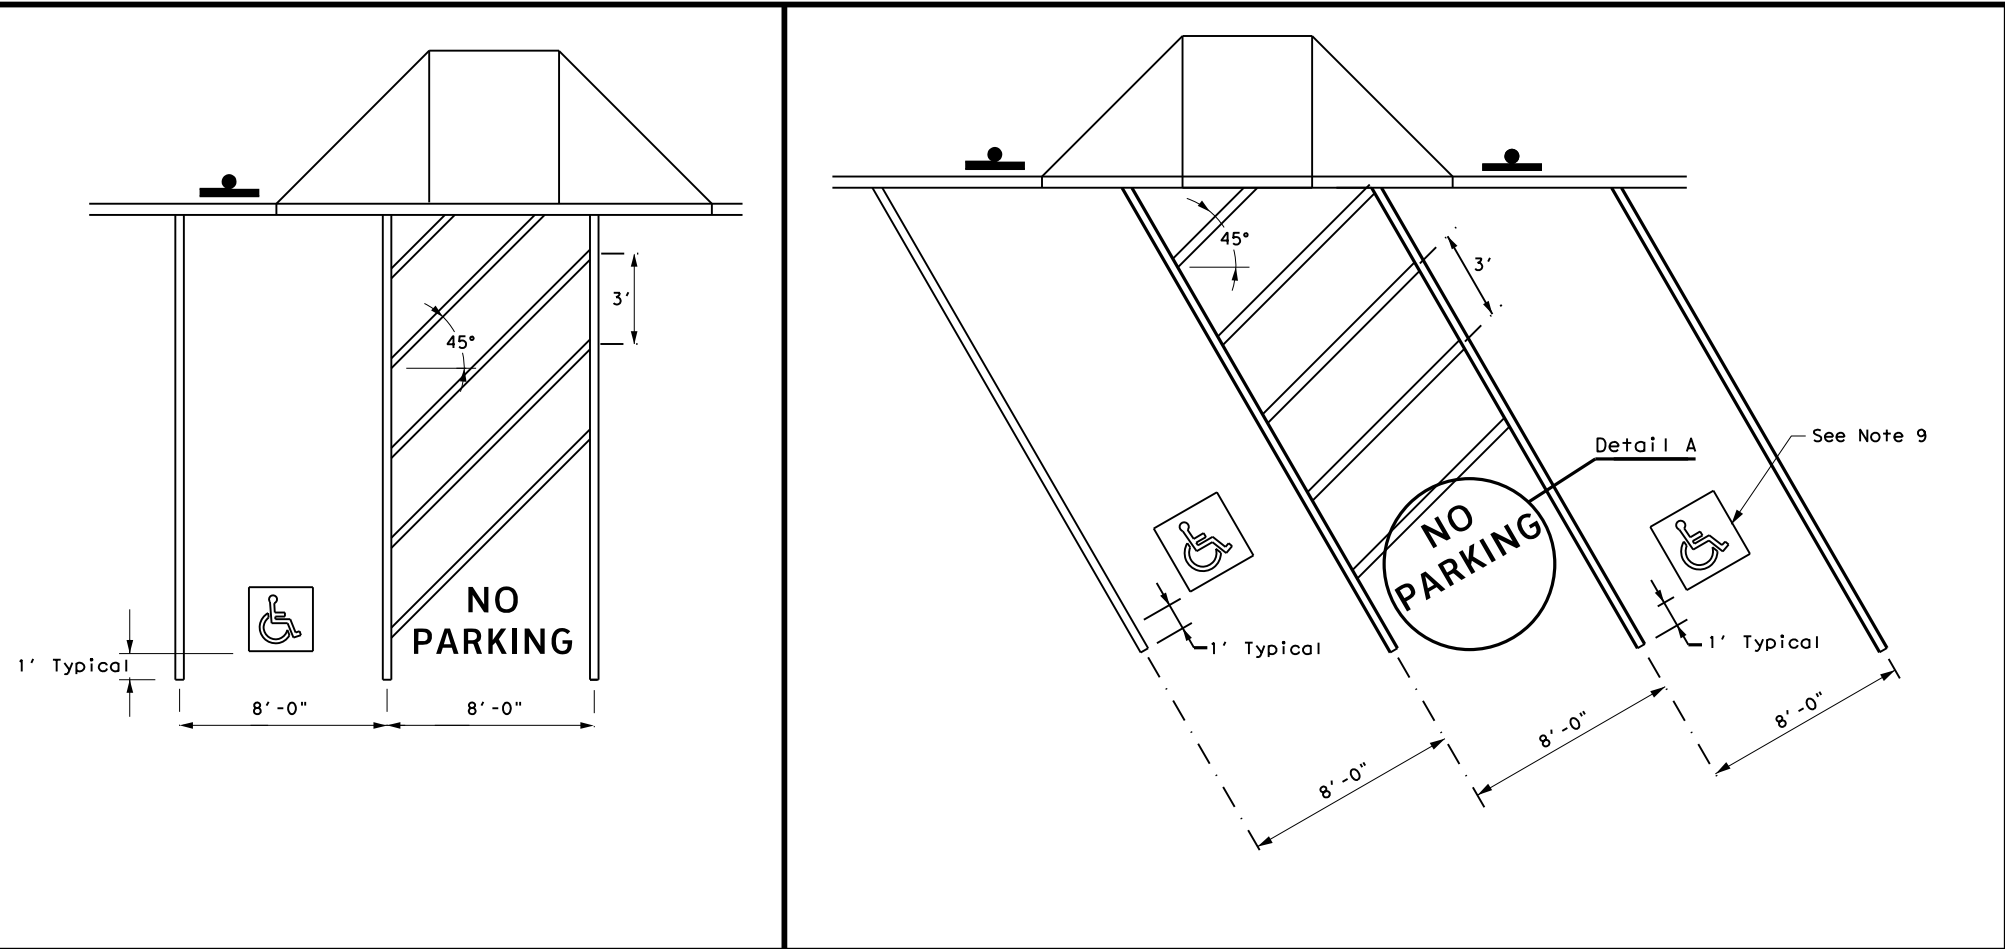 45°
3'
NO
PARKING
1' Typical
8'-0"
8'-0"
45°
3'
Detail A
See Note 9
NO
PARKING
1' Typical
1' Typical
8'-0"
8'-0"
8'-0"